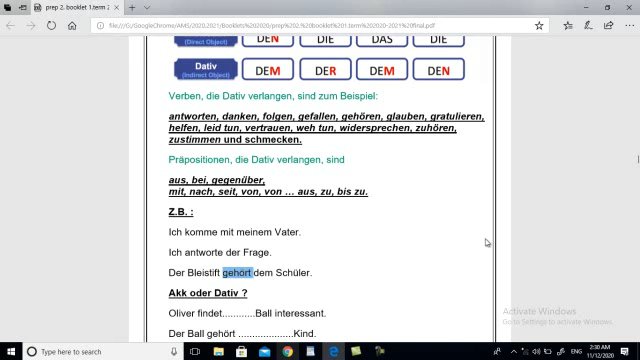 prep 2. booklet 1.term 2
file:///G:/GoogleChrome/AMS/2020,2021/Booklets%202020/prep%202.%20booklet%201.term%202020-2021%20final.pdf
(Direct Object) DEN DIE DAS DIE
Dativ
(Indirect Object)
DEM DER DEM DEN
Verben, die Dativ verlangen, sind zum Beispiel:
antworten, danken, folgen, gefallen, gehören, glauben, gratulieren,
helfen, leid tun, vertrauen, weh tun, widersprechen, zuhören,
zustimmen und schmecken.
Präpositionen, die Dativ verlangen, sind
aus, bei, gegenüber,
mit, nach, seit, von, von … aus, zu, bis zu.
Z.B. :
Ich komme mit meinem Vater.
Ich antworte der Frage.
Der Bleistift gehört dem Schüler.
Akk oder Dativ ?
Oliver findet............Ball interessant.
Der Ball gehört ....................Kind.
Activate Windows
Go to Settings to activate Windows.
Type here to search
ENG
2:30 AM
11/12/2020